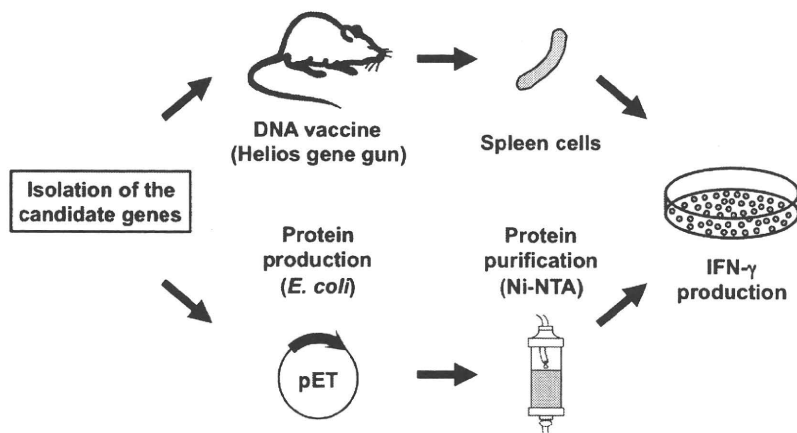 Isolation of the
candidate genes
DNA vaccine
(Helios gene gun)
Spleen cells
Protein
production
(E. coli)
pET
Protein
purification
(Ni-NTA)
IFN-γ
production